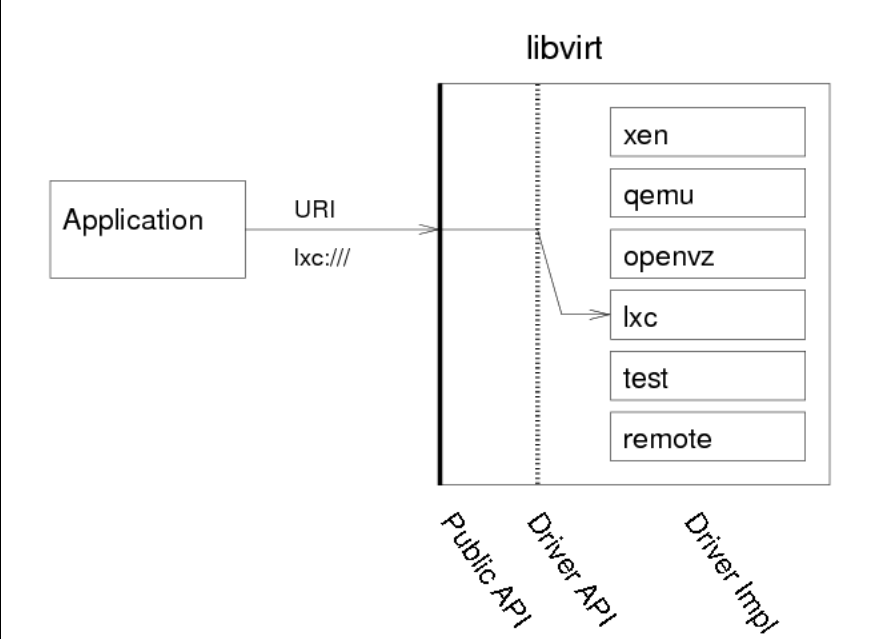 libvirt
xen
qemu
Application
URI
openvz
lxc:///
lxc
test
remote
Public API
Driver API
Driver Impl